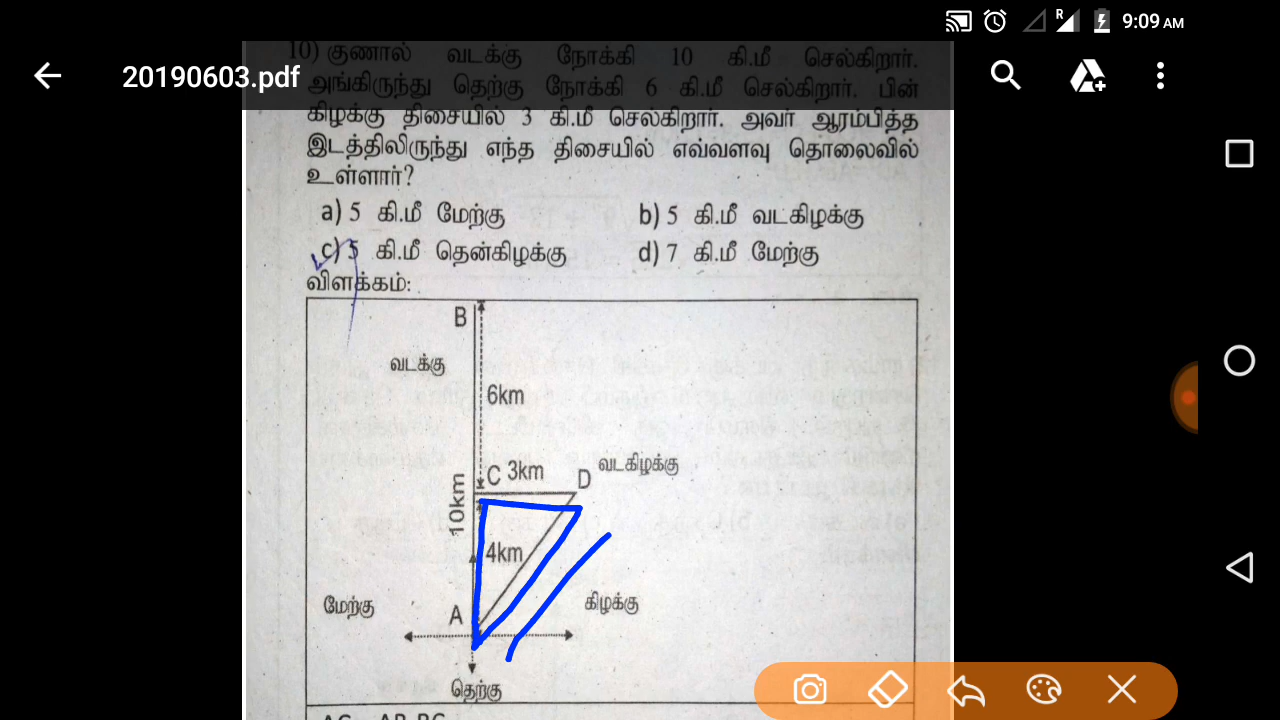 R 9:09 AM
20190603.pdf
10) குணால் வடக்கு நோக்கி 10 கி.மீ செல்கிறார்.
அங்கிருந்து தெற்கு நோக்கி 6 கி.மீ செல்கிறார். பின்
கிழக்கு திசையில் 3 கி.மீ செல்கிறார். அவர் ஆரம்பித்த
இடத்திலிருந்து எந்த திசையில் எவ்வளவு தொலைவில்
உள்ளார்?
a) 5 கி.மீ மேற்கு b) 5 கி.மீ வடகிழக்கு
c) 5 கி.மீ தென்கிழக்கு d) 7 கி.மீ மேற்கு
விளக்கம்:
B
வடக்கு
6km
C 3km D வடகிழக்கு
10km
4km
மேற்கு A கிழக்கு
தெற்கு